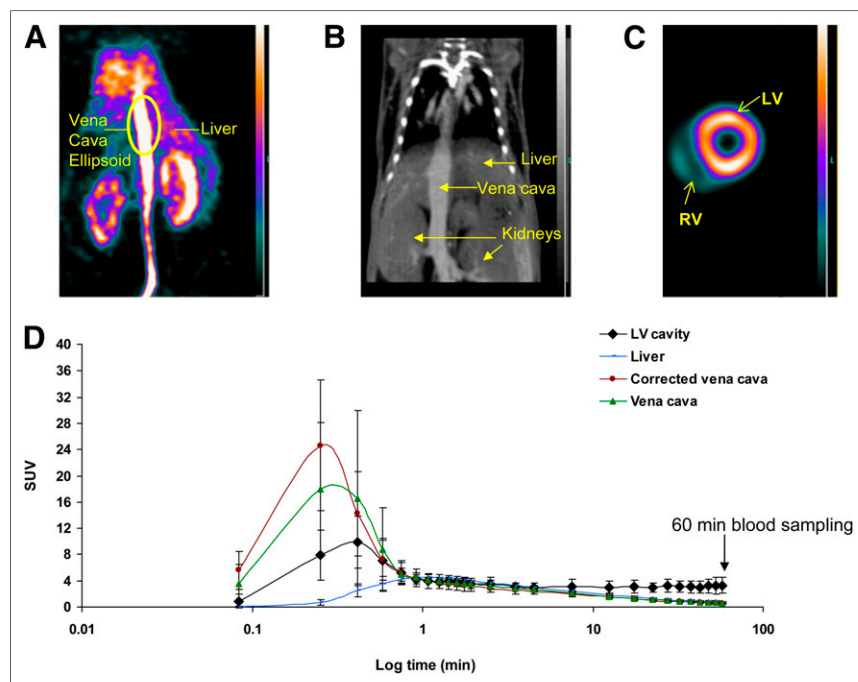 A
Vena
Cava
Ellipsoid
Liver
B
Liver
Vena cava
Kidneys
C
LV
RV
D
LV cavity
Liver
Corrected vena cava
Vena cava
40
36
32
28
24
20
16
12
8
4
0
SUV
60 min blood sampling
0.01
0.1
1
10
100
Log time (min)